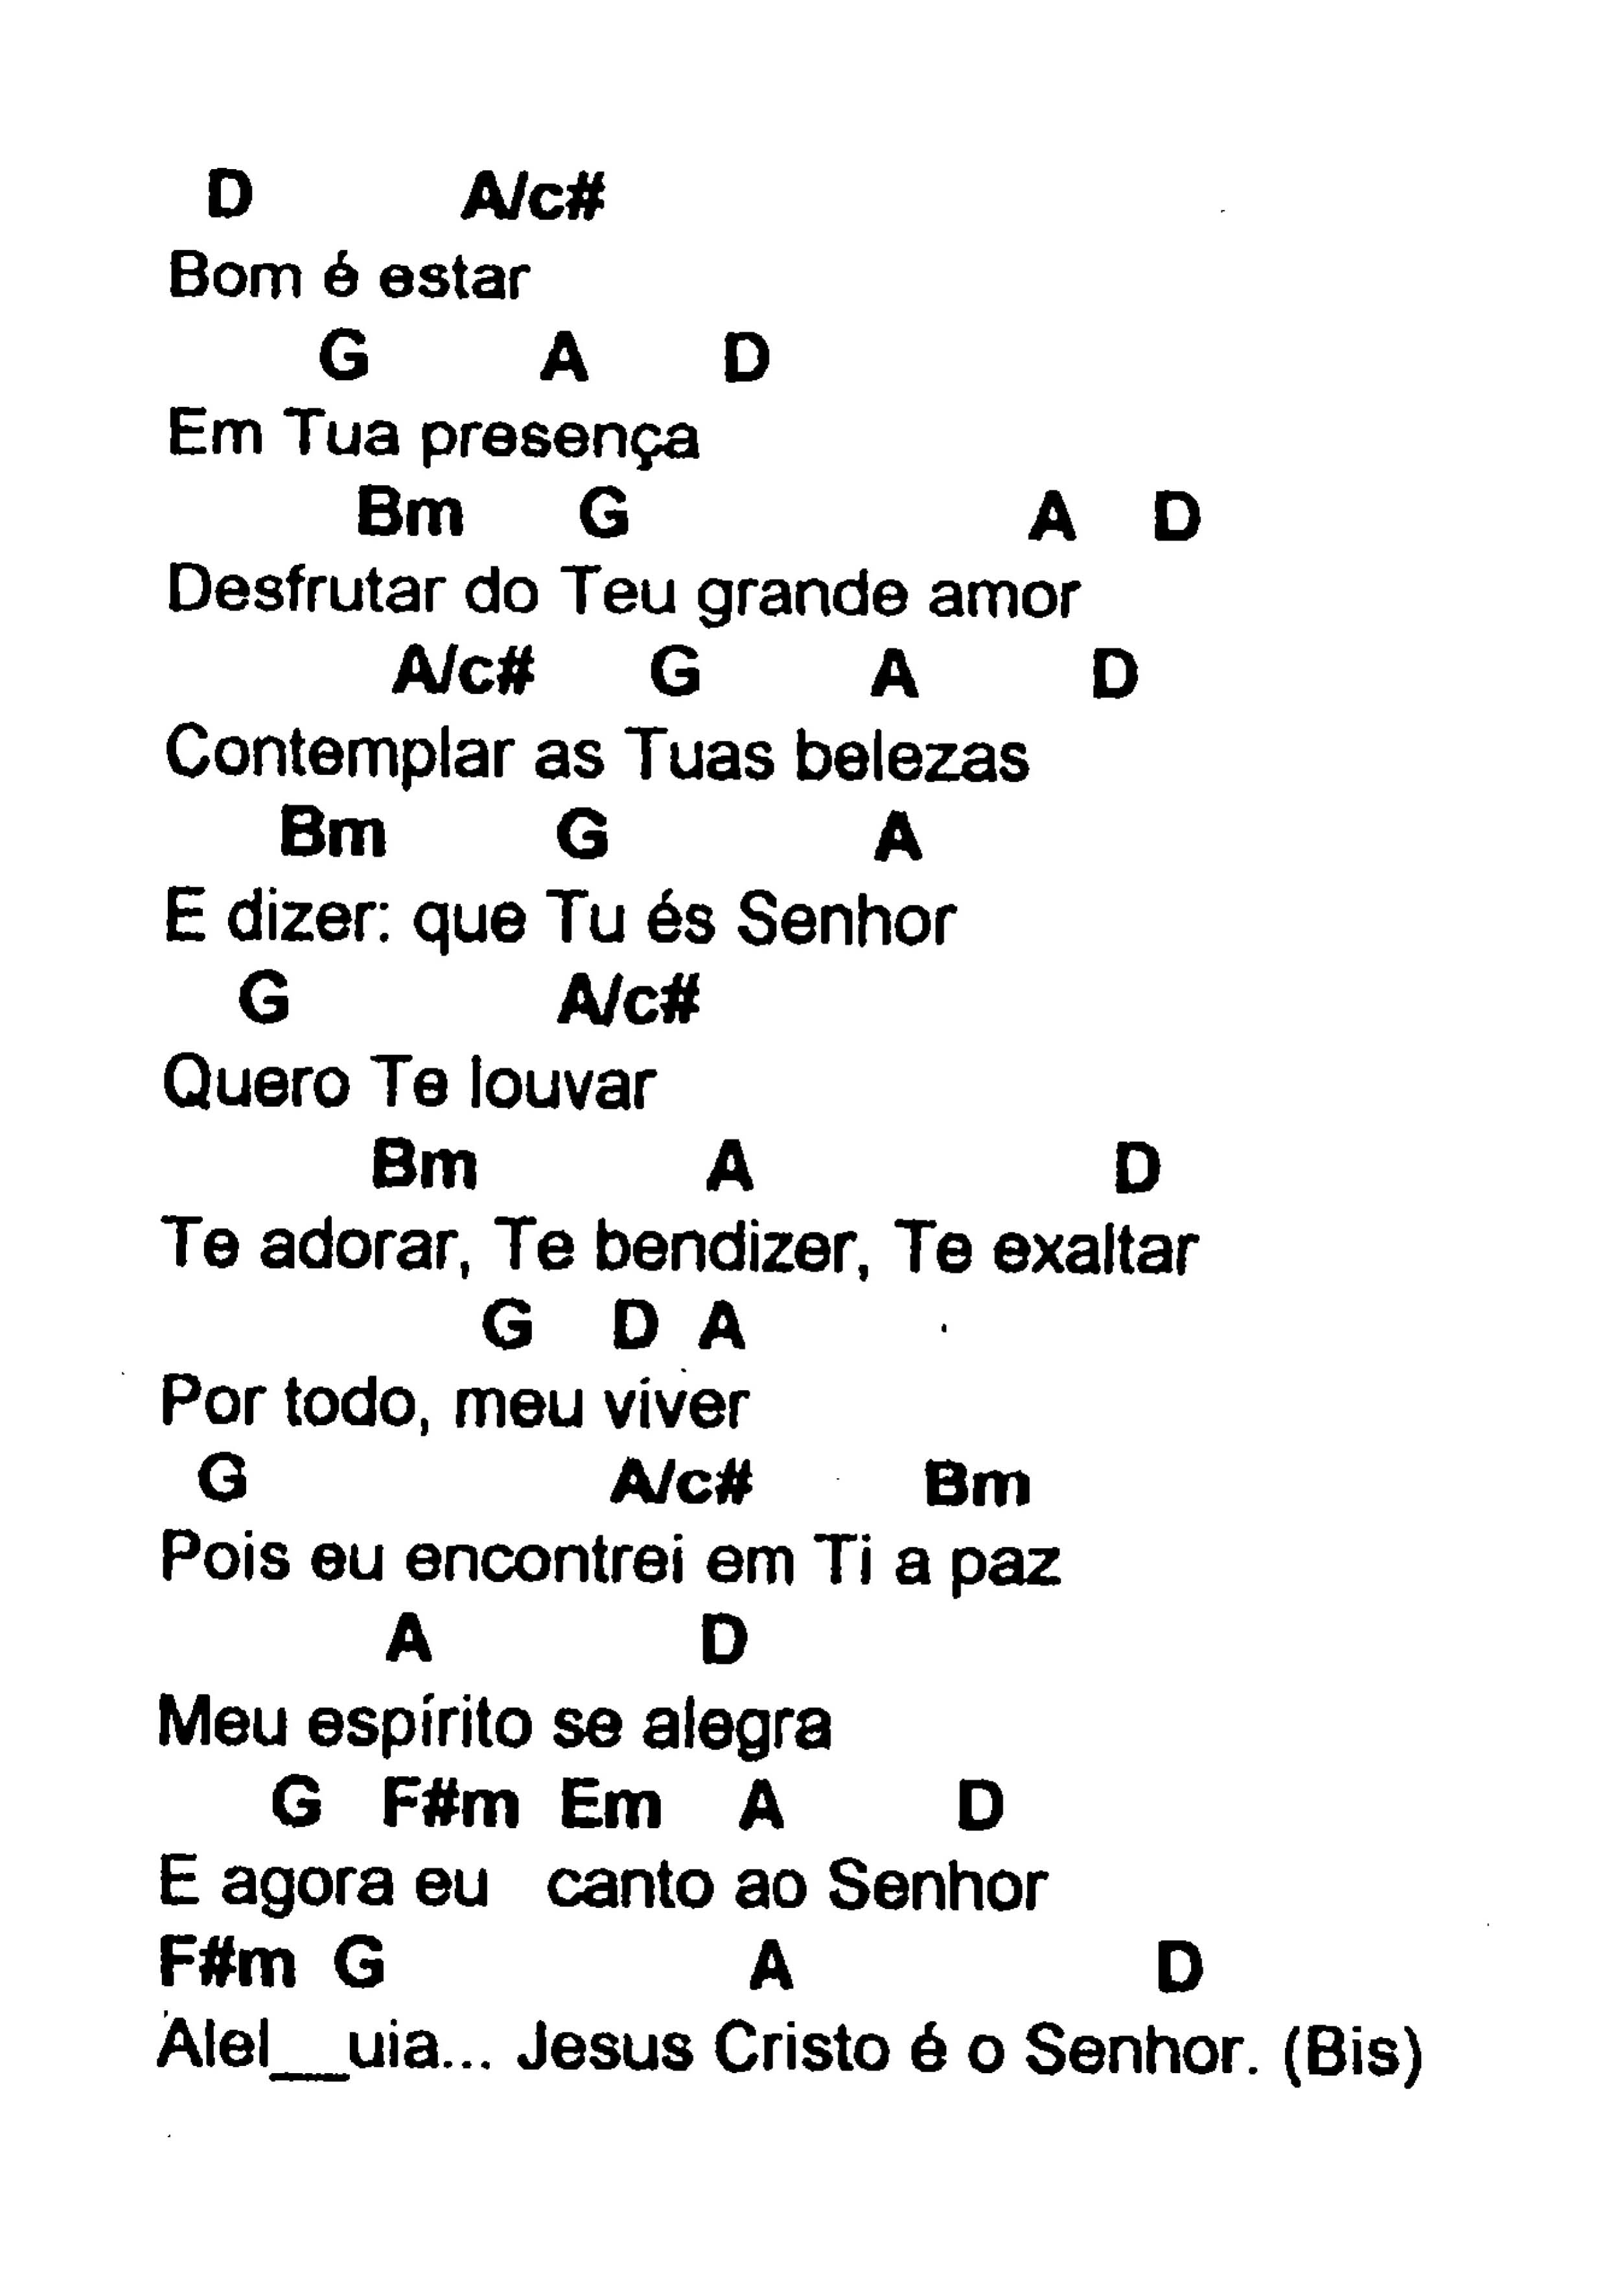 D A/c#
Bom é estar
G A D
Em Tua presença
Bm G A D
Desfrutar do Teu grande amor
A/c# G A D
Contemplar as Tuas belezas
Bm G A
E dizer: que Tu és Senhor
G A/c#
Quero Te louvar
Bm A D
Te adorar, Te bendizer, Te exaltar
G D A
Por todo, meu viver
G A/c# Bm
Pois eu encontrei em Ti a paz
A D
Meu espírito se alegra
G F#m Em A D
E agora eu canto ao Senhor
F#m G A D
Alel__uia... Jesus Cristo é o Senhor. (Bis)